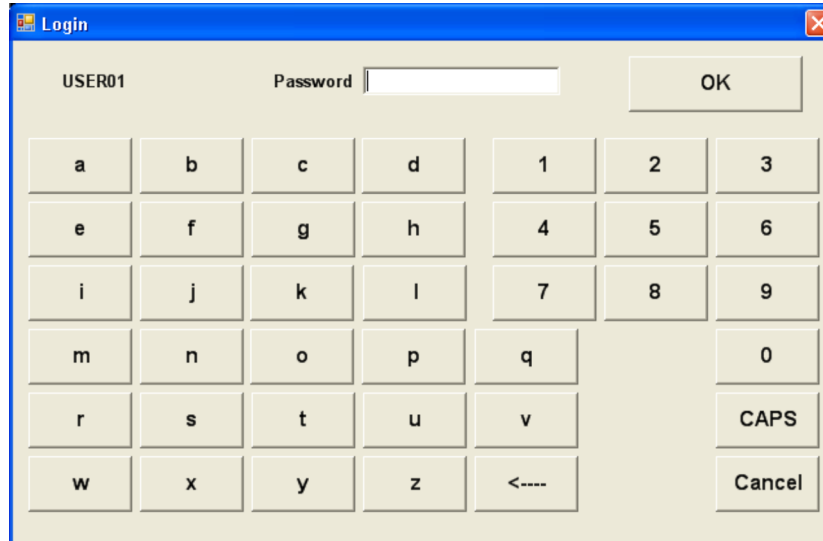 Login
USER01 Password OK
a b c d 1 2 3
e f g h 4 5 6
i j k l 7 8 9
m n o p q 0
r s t u v CAPS
w x y z <---- Cancel